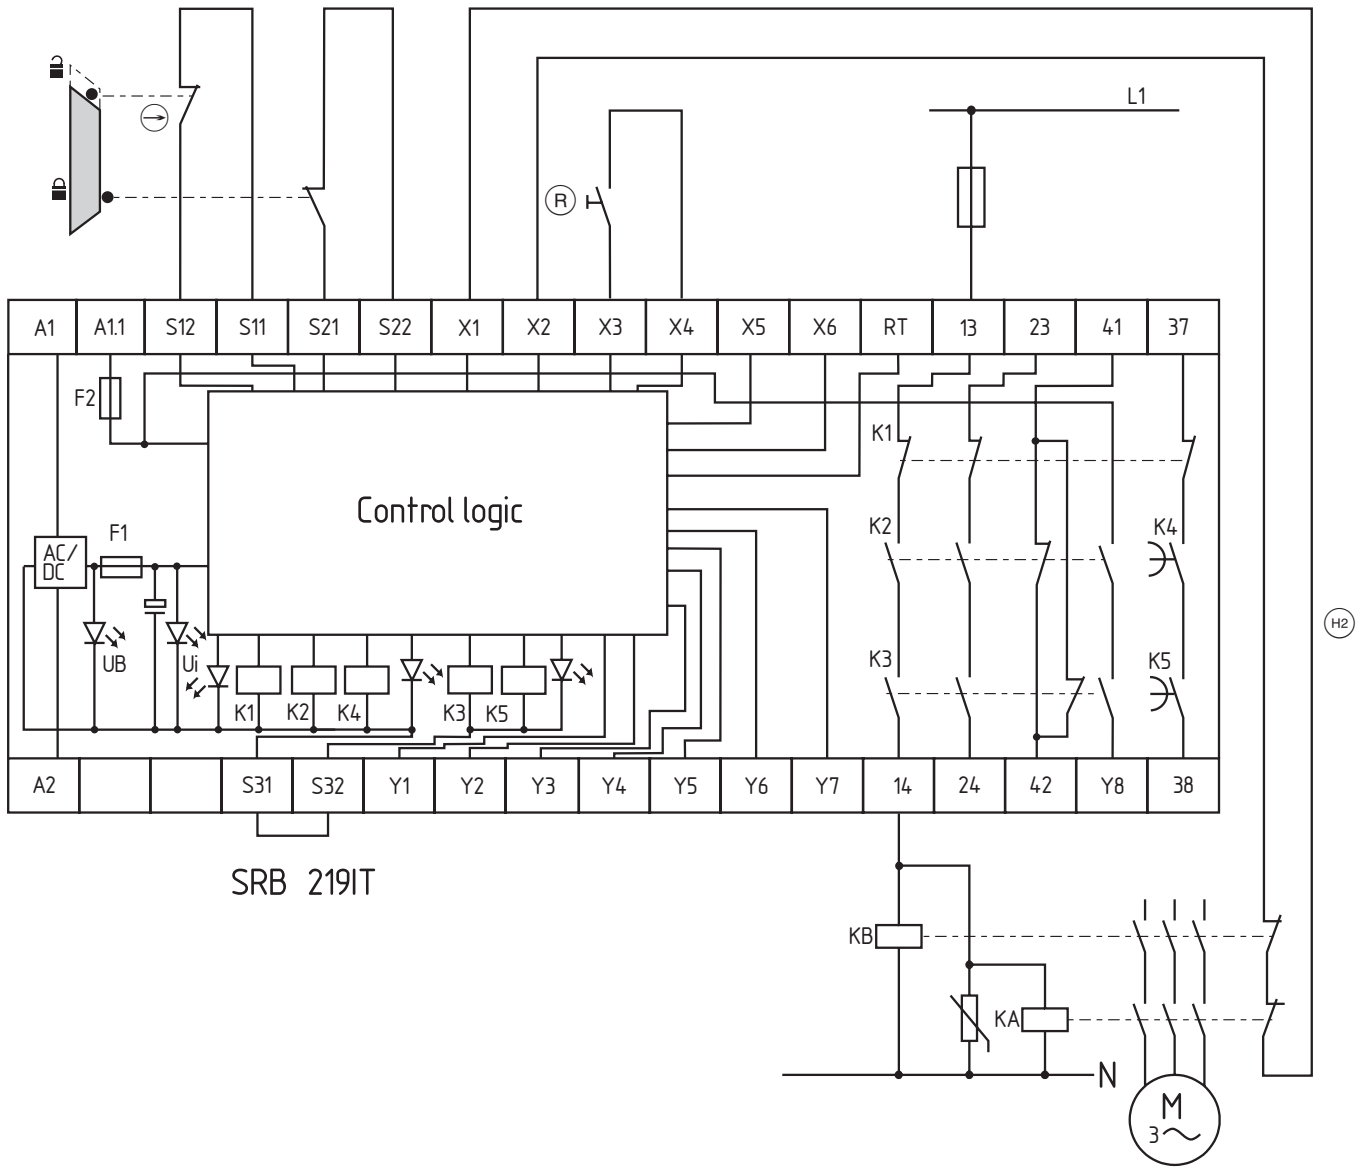 L1
R
A1 A1.1 S12 S11 S21 S22 X1 X2 X3 X4 X5 X6 RT 13 23 41 37
F2
K1
Control logic
K2 K4
F1
AC/
DC
H2
UB Ui K3 K5
K1 K2 K4 K3 K5
A2 S31 S32 Y1 Y2 Y3 Y4 Y5 Y6 Y7 14 24 42 Y8 38
SRB 219IT
KB
KA
N
M
3